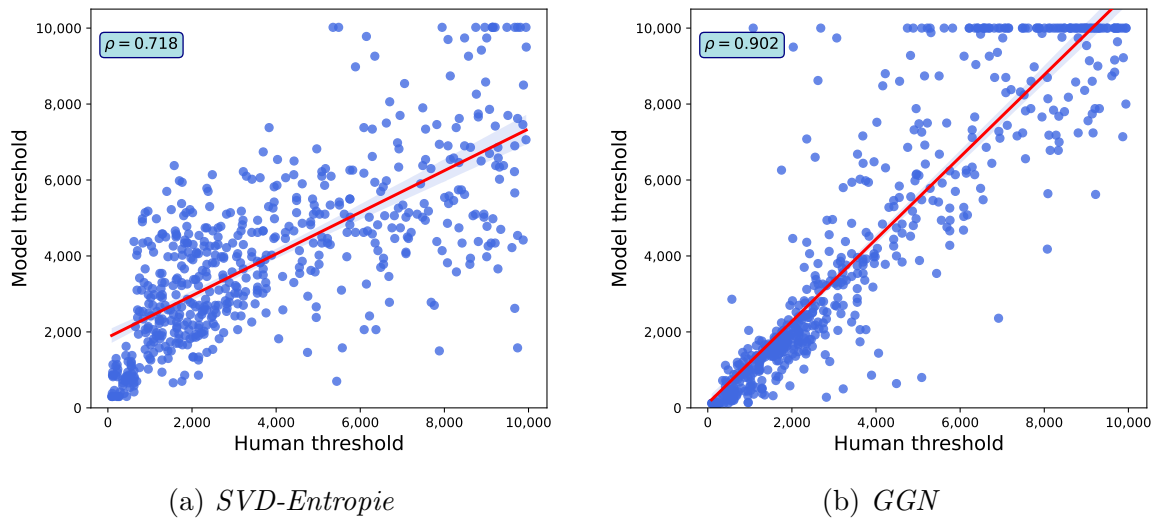 10,000
8,000
6,000
4,000
2,000
0
Model threshold
ρ = 0.718
0 2,000 4,000 6,000 8,000 10,000
Human threshold
(a) SVD-Entropie
10,000
8,000
6,000
4,000
2,000
0
Model threshold
ρ = 0.902
0 2,000 4,000 6,000 8,000 10,000
Human threshold
(b) GGN